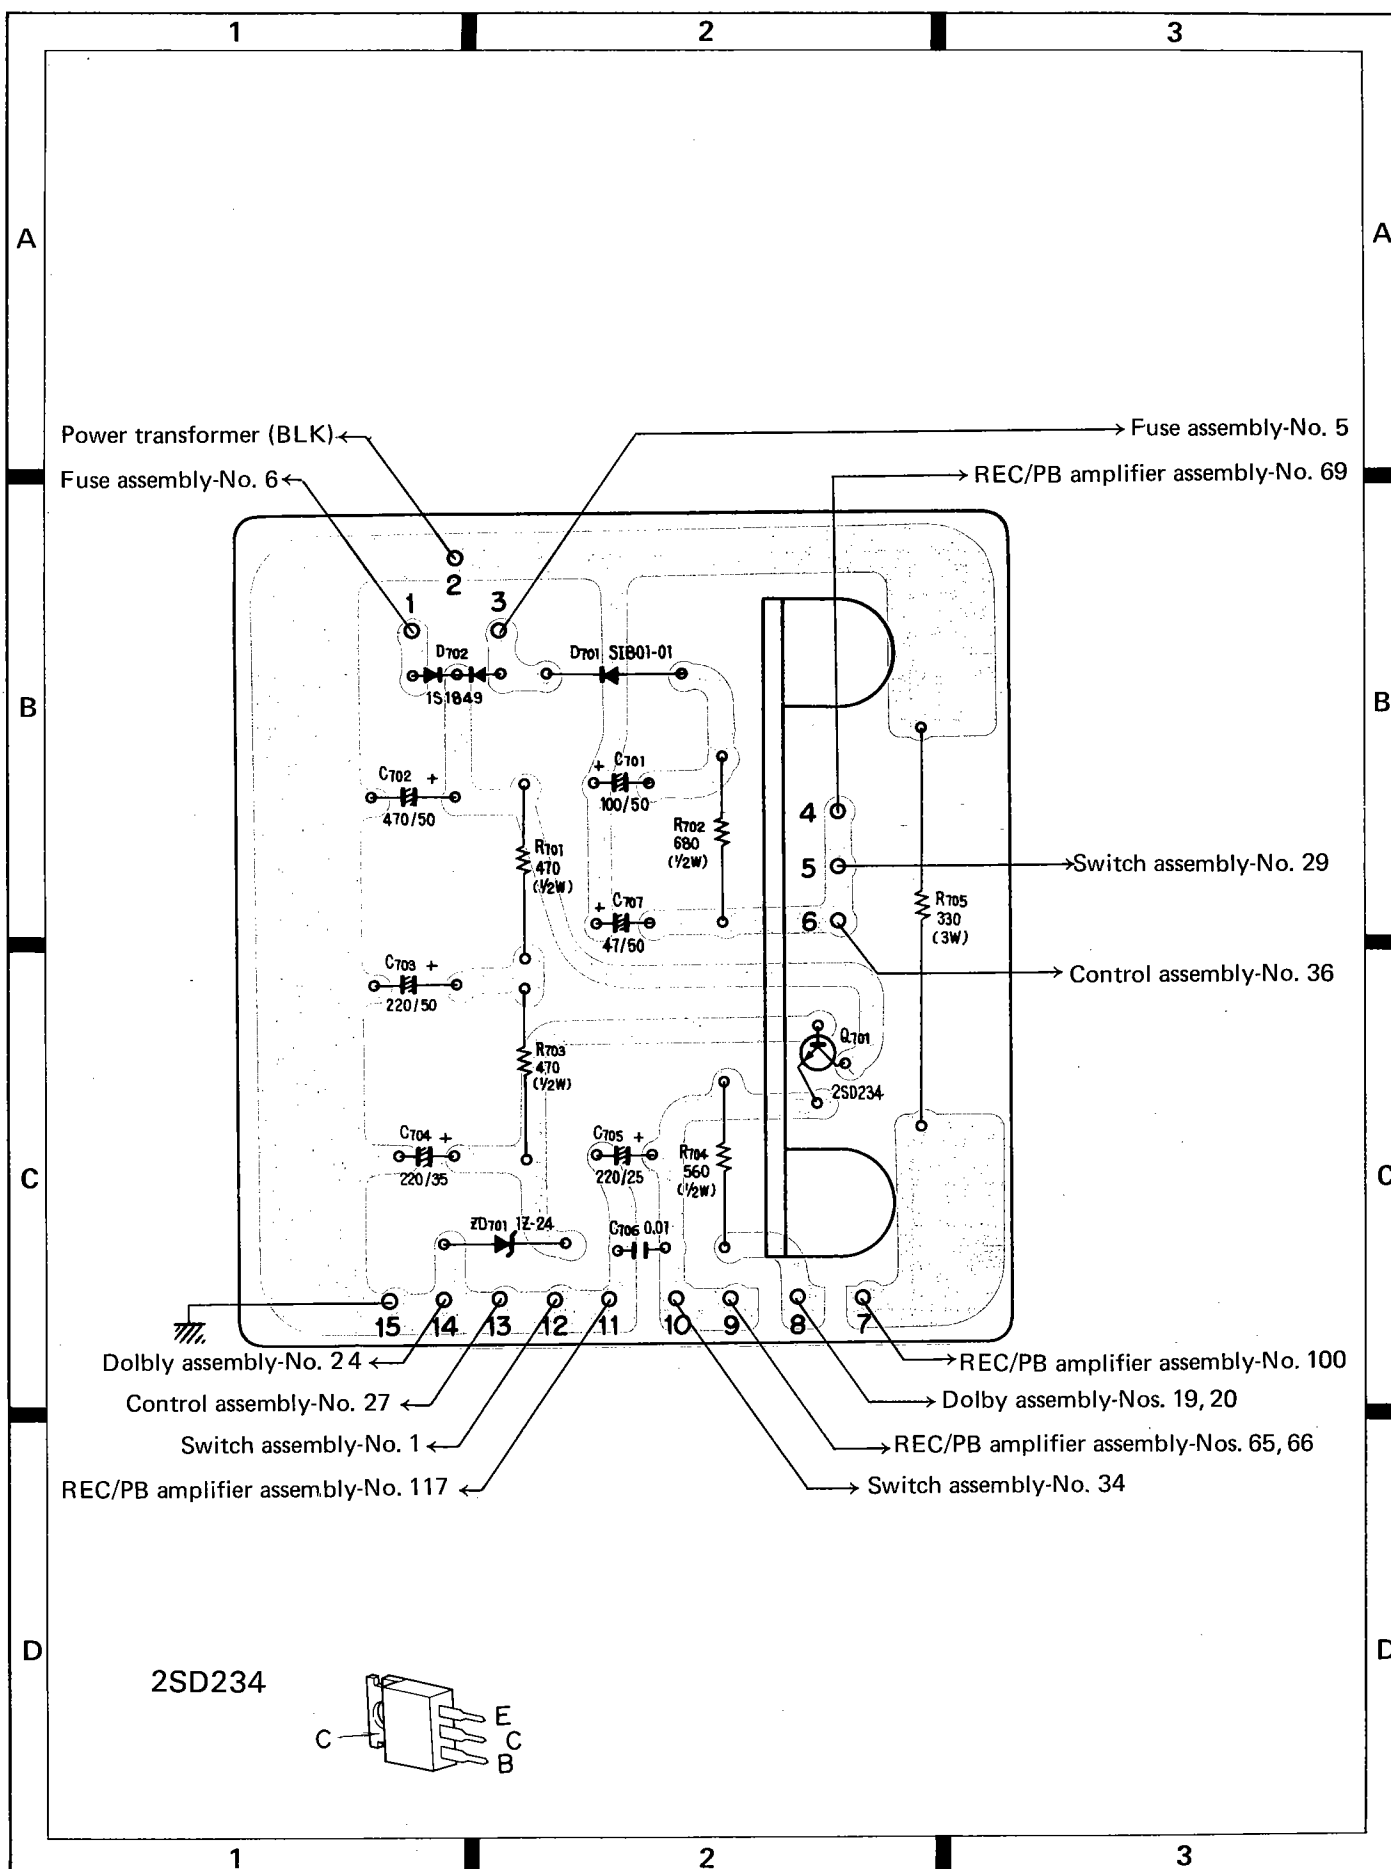 1 2 3
A A
Power transformer (BLK)
Fuse assembly-No. 5
Fuse assembly-No. 6
REC/PB amplifier assembly-No. 69
2
1 3
D702
D701 SIB01-01
1S1849
B B
C702 +
470/50
+ C701
100/50
R702
680
(1/2W)
4
R701
470
(1/2W)
5
Switch assembly-No. 29
+ C707
47/50
6
R705
330
(3W)
C703 +
220/50
Control assembly-No. 36
R703
470
(1/2W)
Q701
2SD234
C704 +
220/35
C705 +
220/25
R704
560
(1/2W)
C C
ZD701 1Z-24
C706 0.01
15 14 13 12 11 10 9 8 7
Dolbly assembly-No. 24
REC/PB amplifier assembly-No. 100
Control assembly-No. 27
Dolby assembly-Nos. 19, 20
Switch assembly-No. 1
REC/PB amplifier assembly-Nos. 65, 66
REC/PB amplifier assembly-No. 117
Switch assembly-No. 34
D D
2SD234
E
C C
B
1 2 3